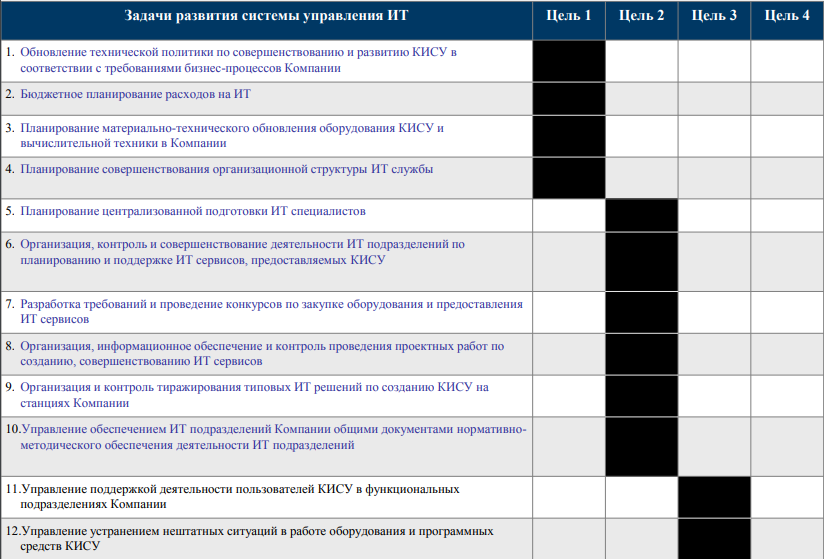 Задачи развития системы управления ИТ Цель 1 Цель 2 Цель 3 Цель 4
1. Обновление технической политики по совершенствованию и развитию КИСУ в
соответствии с требованиями бизнес-процессов Компании
2. Бюджетное планирование расходов на ИТ
3. Планирование материально-технического обновления оборудования КИСУ и
вычислительной техники в Компании
4. Планирование совершенствования организационной структуры ИТ службы
5. Планирование централизованной подготовки ИТ специалистов
6. Организация, контроль и совершенствование деятельности ИТ подразделений по
планированию и поддержке ИТ сервисов, предоставляемых КИСУ
7. Разработка требований и проведение конкурсов по закупке оборудования и предоставления
ИТ сервисов
8. Организация, информационное обеспечение и контроль проведения проектных работ по
созданию, совершенствованию ИТ сервисов
9. Организация и контроль тиражирования типовых ИТ решений по созданию КИСУ на
станциях Компании
10.Управление обеспечением ИТ подразделений Компании общими документами нормативно-
методического обеспечения деятельности ИТ подразделений
11.Управление поддержкой деятельности пользователей КИСУ в функциональных
подразделениях Компании
12.Управление устранением нештатных ситуаций в работе оборудования и программных
средств КИСУ